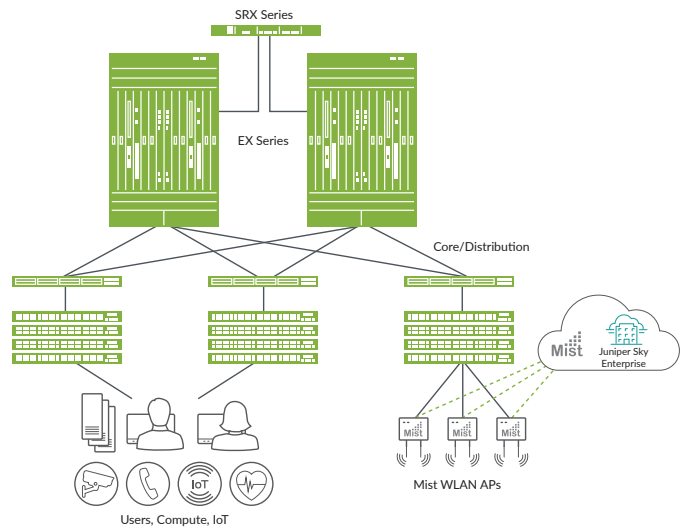 SRX Series
EX Series
Core/Distribution
Mist
Juniper Sky
Enterprise
Mist
Mist
Mist
IoT
Mist WLAN APs
Users, Compute, IoT